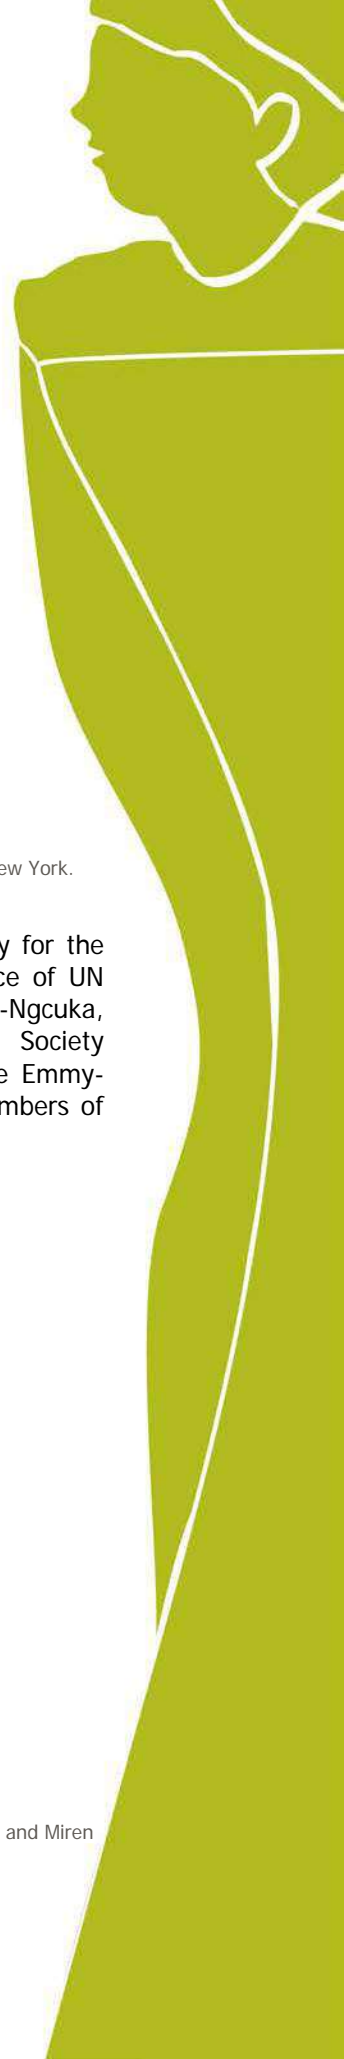 ew York.
y for the
ce of UN
-Ngcuka,
Society
e Emmy-
mbers of
and Miren